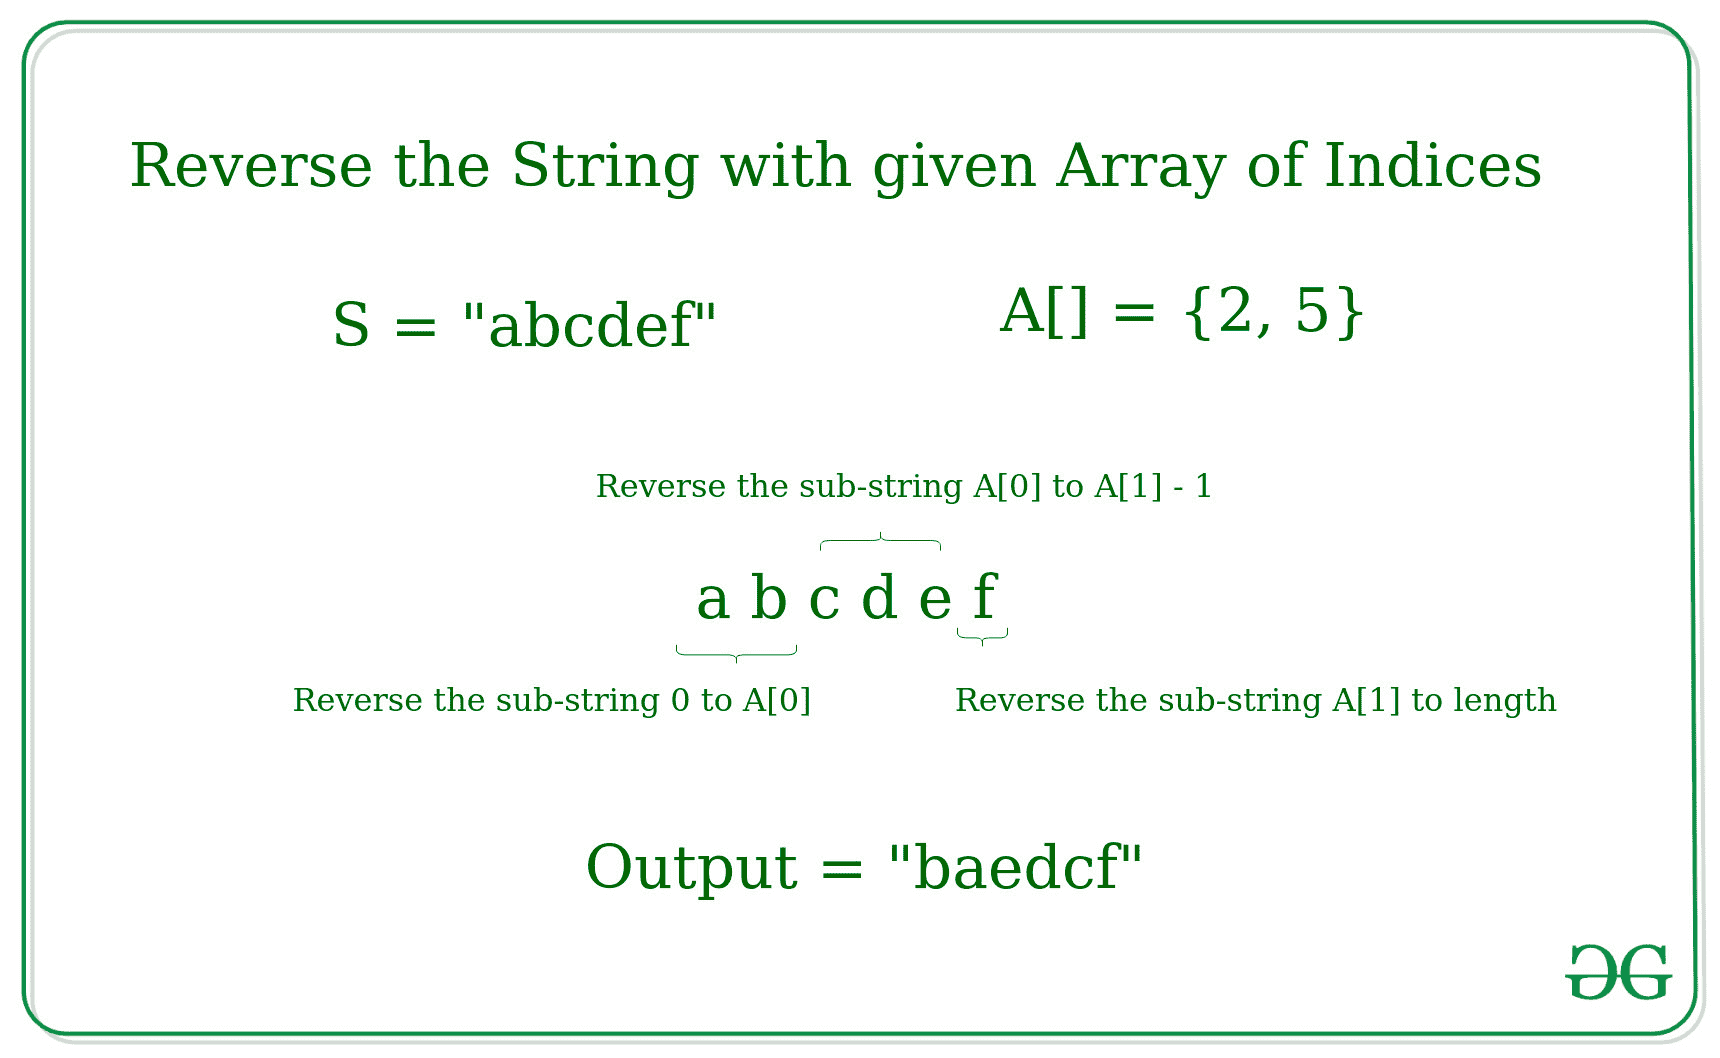 Reverse the String with given Array of Indices
S = "abcdef"
A[] = {2, 5}
Reverse the sub-string A[0] to A[1] - 1
a b c d e f
Reverse the sub-string 0 to A[0]
Reverse the sub-string A[1] to length
Output = "baedcf"